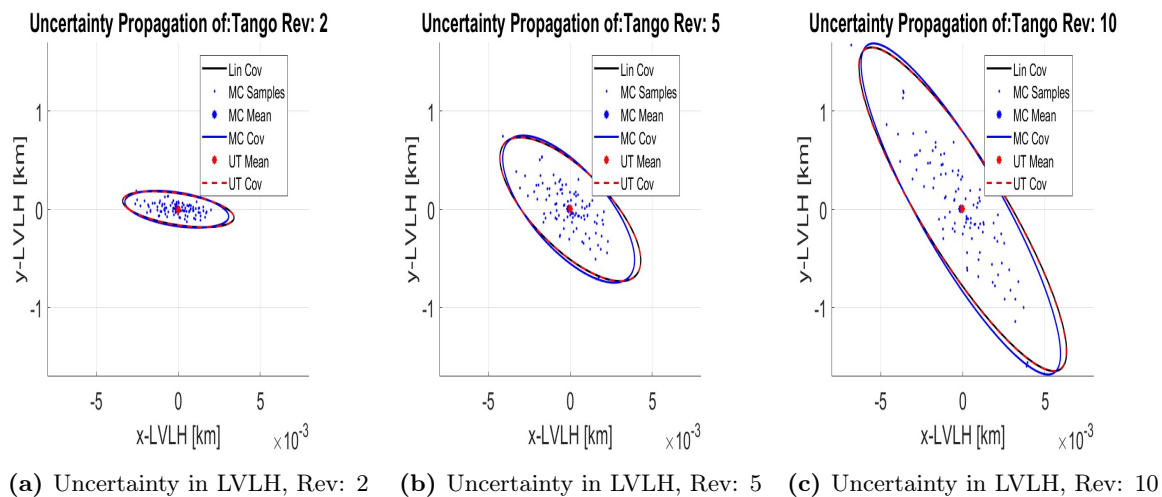 Uncertainty Propagation of:Tango Rev: 2
Lin Cov
MC Samples
MC Mean
MC Cov
UT Mean
UT Cov
y-LVLH [km]
1
0
-1
-5
0
5
x-LVLH [km]
×10⁻³
(a) Uncertainty in LVLH, Rev: 2
Uncertainty Propagation of:Tango Rev: 5
Lin Cov
MC Samples
MC Mean
MC Cov
UT Mean
UT Cov
y-LVLH [km]
1
0
-1
-5
0
5
x-LVLH [km]
×10⁻³
(b) Uncertainty in LVLH, Rev: 5
Uncertainty Propagation of:Tango Rev: 10
Lin Cov
MC Samples
MC Mean
MC Cov
UT Mean
UT Cov
y-LVLH [km]
1
0
-1
-5
0
5
x-LVLH [km]
×10⁻³
(c) Uncertainty in LVLH, Rev: 10